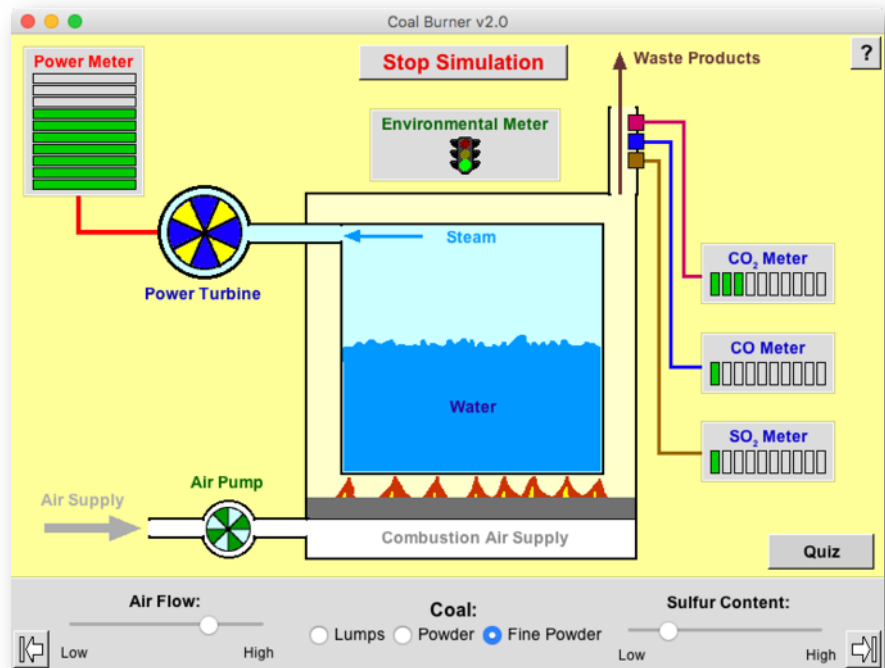 Coal Burner v2.0
Power Meter
Stop Simulation
Waste Products
?
Environmental Meter
Steam
CO₂ Meter
Power Turbine
CO Meter
Water
SO₂ Meter
Air Pump
Air Supply
Combustion Air Supply
Quiz
Air Flow:
Low
High
Coal:
Lumps
Powder
Fine Powder
Sulfur Content:
Low
High